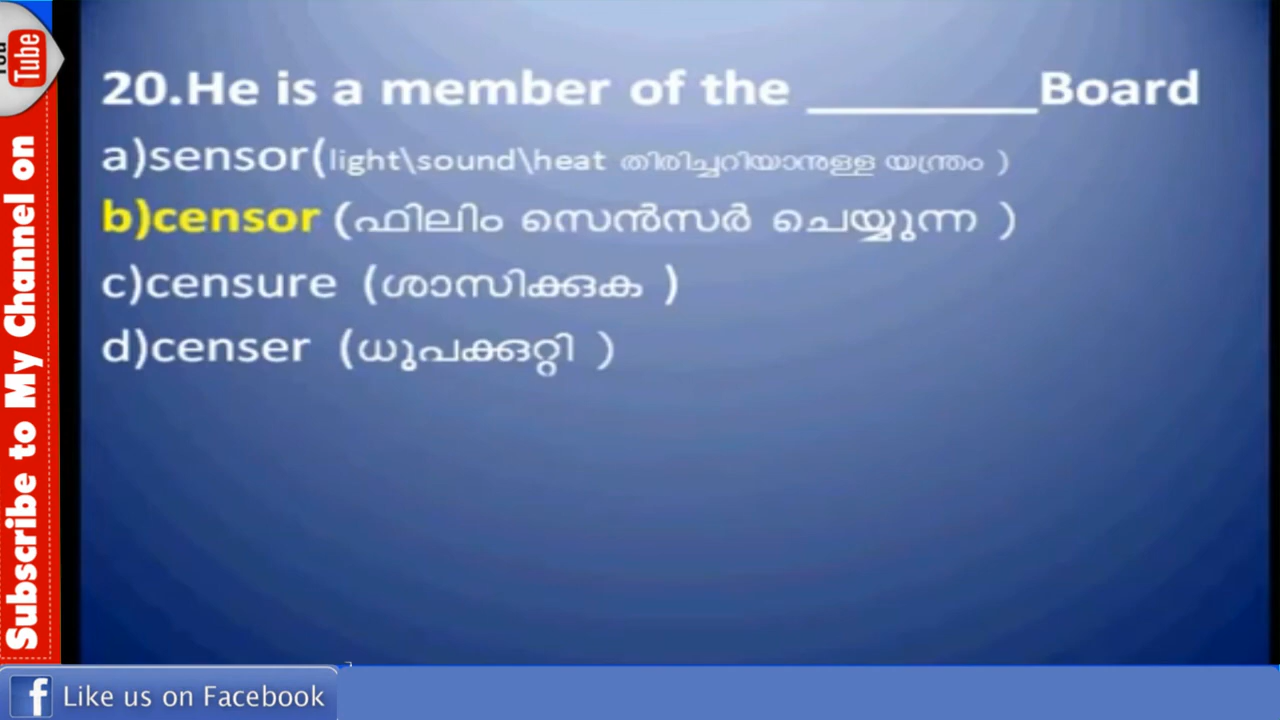 You
Tube
Subscribe to My Channel on
20.He is a member of the ________Board
a)sensor(light\sound\heat തിരിച്ചറിയാനുള്ള യന്ത്രം )
b)censor (ഫിലിം സെൻസർ ചെയ്യുന്ന )
c)censure (ശാസിക്കുക )
d)censer (ധുപക്കുറ്റി )
f Like us on Facebook